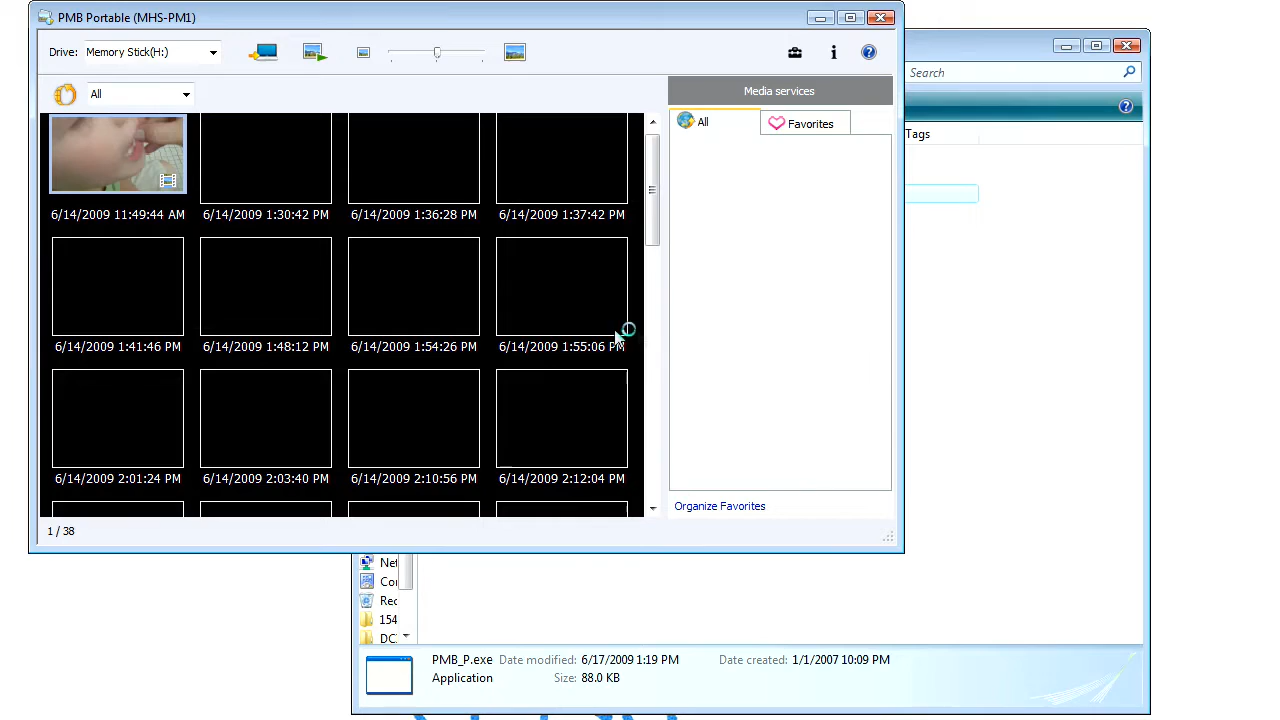 PMB Portable (MHS-PM1)
Drive: Memory Stick(H:)
Search
All
Media services
All
Favorites
Tags
6/14/2009 11:49:44 AM
6/14/2009 1:30:42 PM
6/14/2009 1:36:28 PM
6/14/2009 1:37:42 PM
6/14/2009 1:41:46 PM
6/14/2009 1:48:12 PM
6/14/2009 1:54:26 PM
6/14/2009 1:55:06 PM
6/14/2009 2:01:24 PM
6/14/2009 2:03:40 PM
6/14/2009 2:10:56 PM
6/14/2009 2:12:04 PM
Organize Favorites
1 / 38
Net
Cor
Rec
154
DC
PMB_P.exe Date modified: 6/17/2009 1:19 PM Date created: 1/1/2007 10:09 PM
Application Size: 88.0 KB